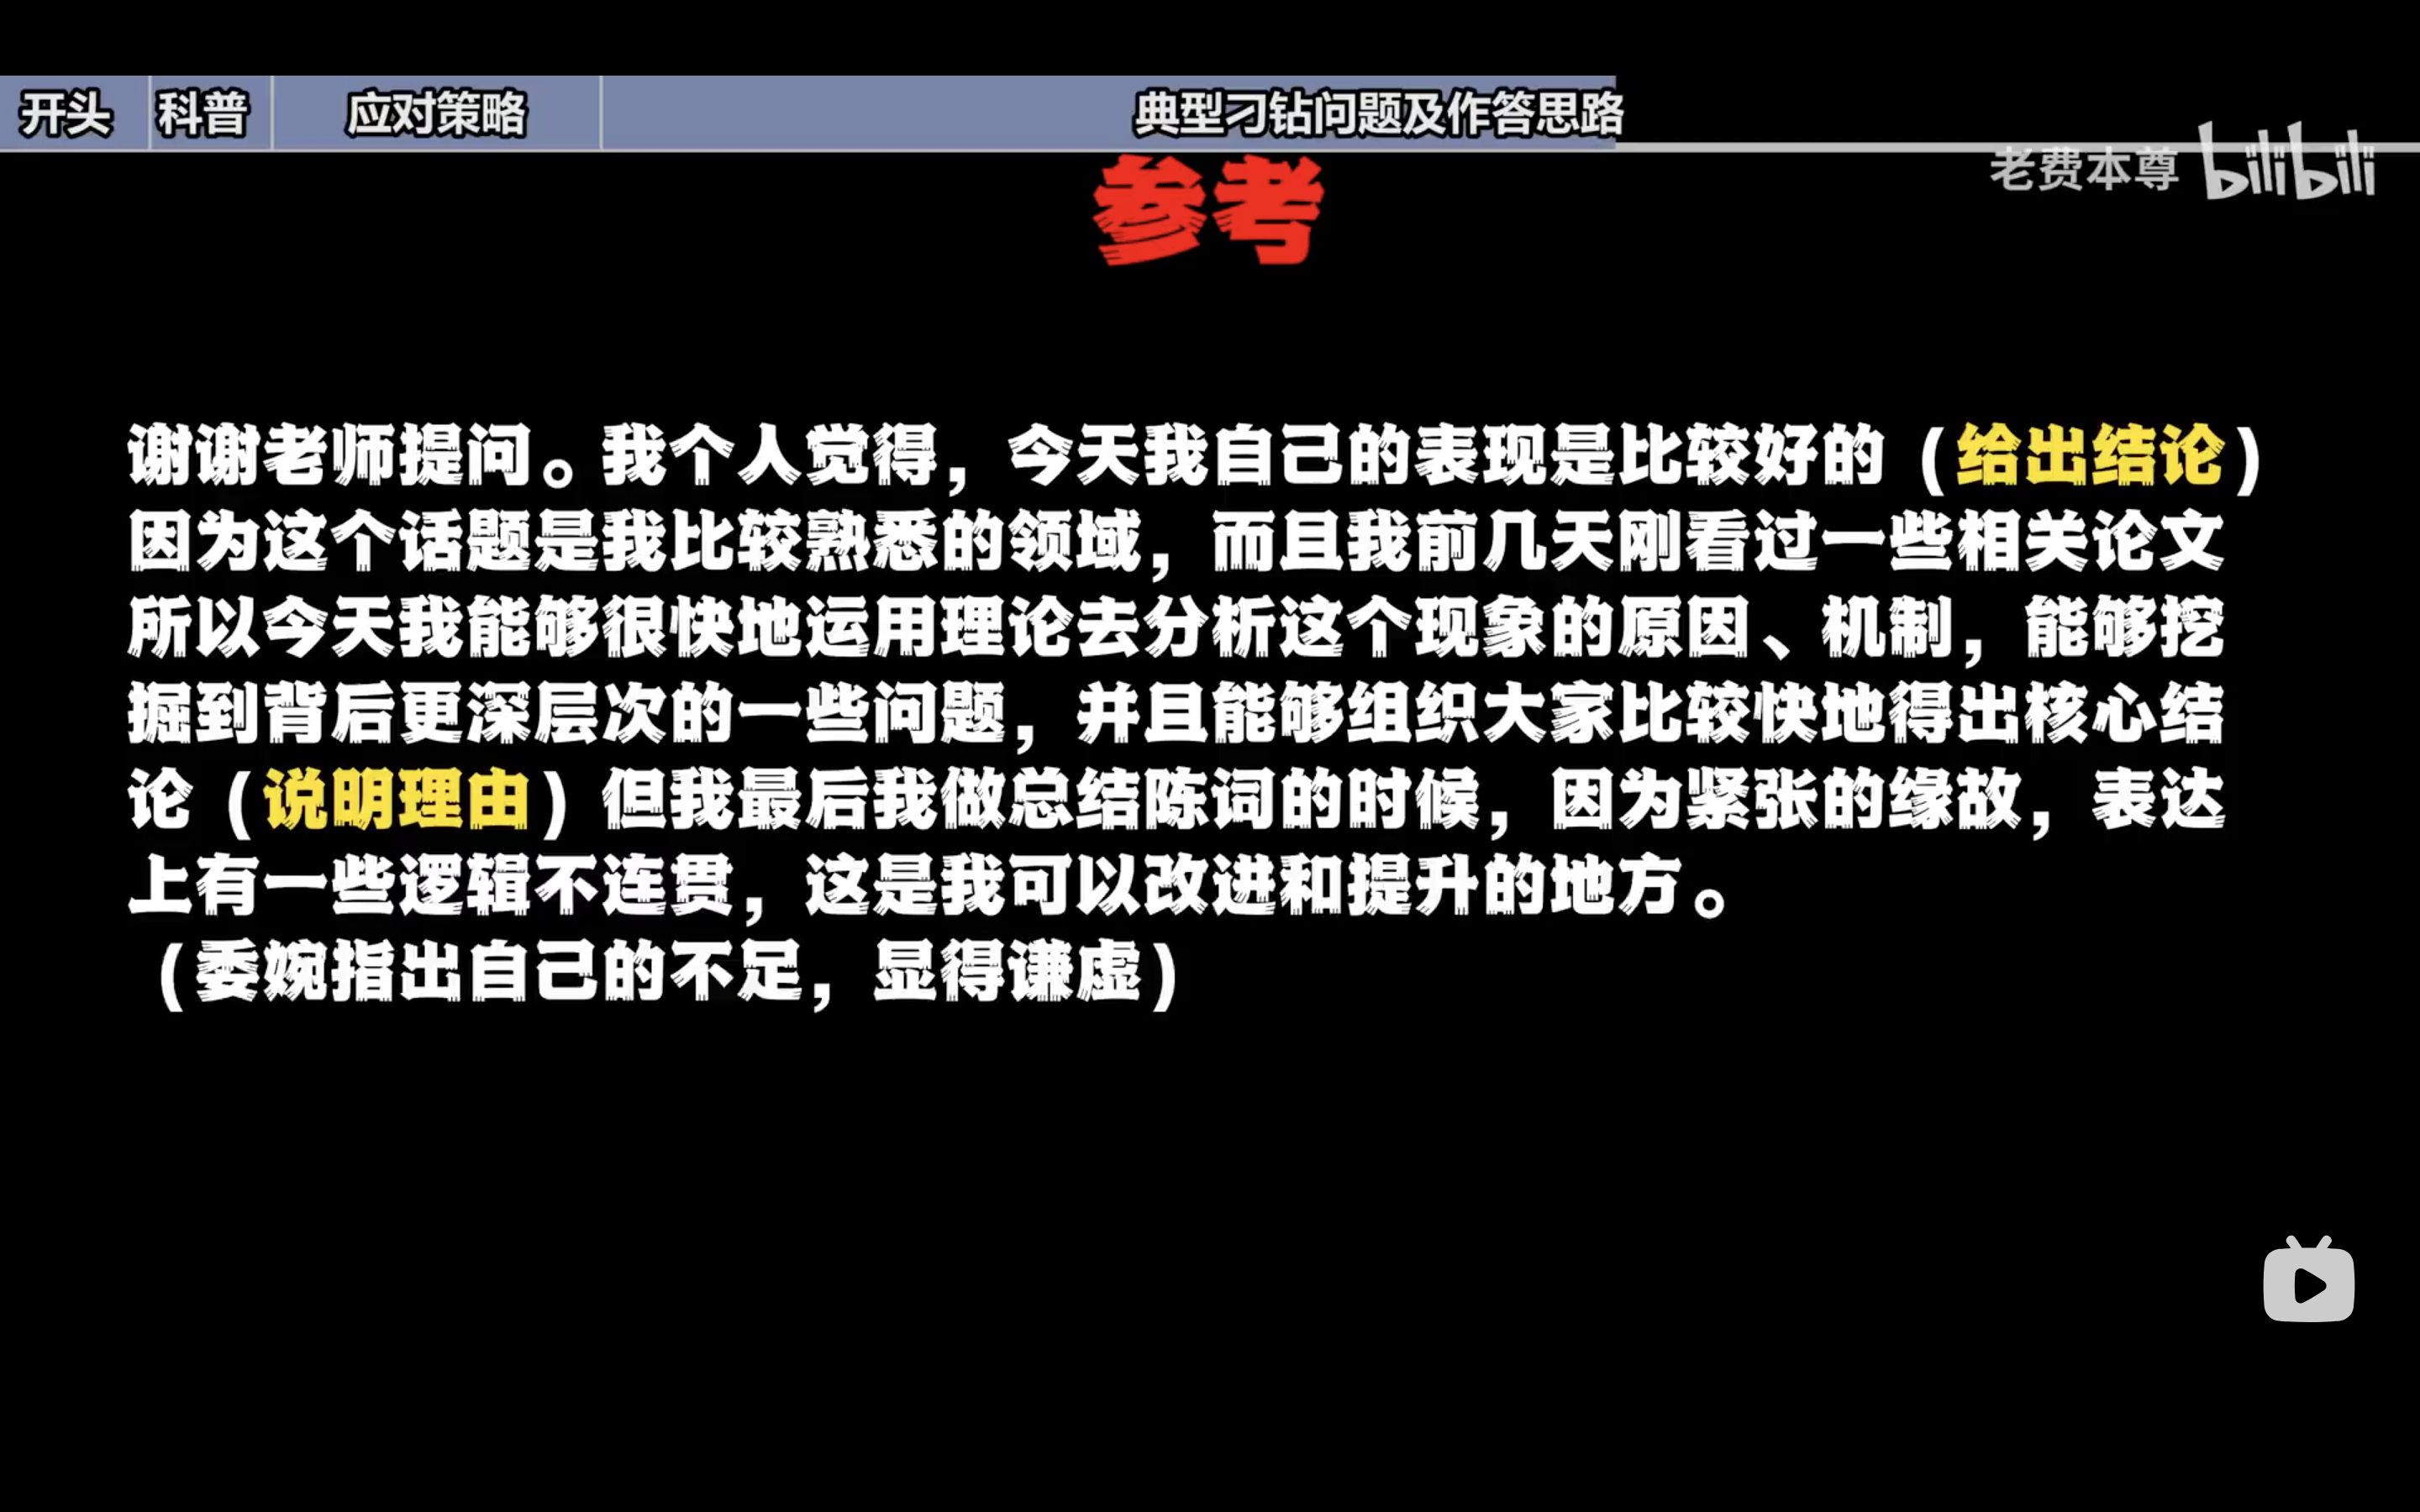 开头 科普 应对策略 典型刁钻问题及作答思路
老费本尊 bilibili
参考
谢谢老师提问。我个人觉得，今天我自己的表现是比较好的（给出结论）
因为这个话题是我比较熟悉的领域，而且我前几天刚看过一些相关论文
所以今天我能够很快地运用理论去分析这个现象的原因、机制，能够挖
掘到背后更深层次的一些问题，并且能够组织大家比较快地得出核心结
论（说明理由）但我最后我做总结陈词的时候，因为紧张的缘故，表达
上有一些逻辑不连贯，这是我可以改进和提升的地方。
（委婉指出自己的不足，显得谦虚）